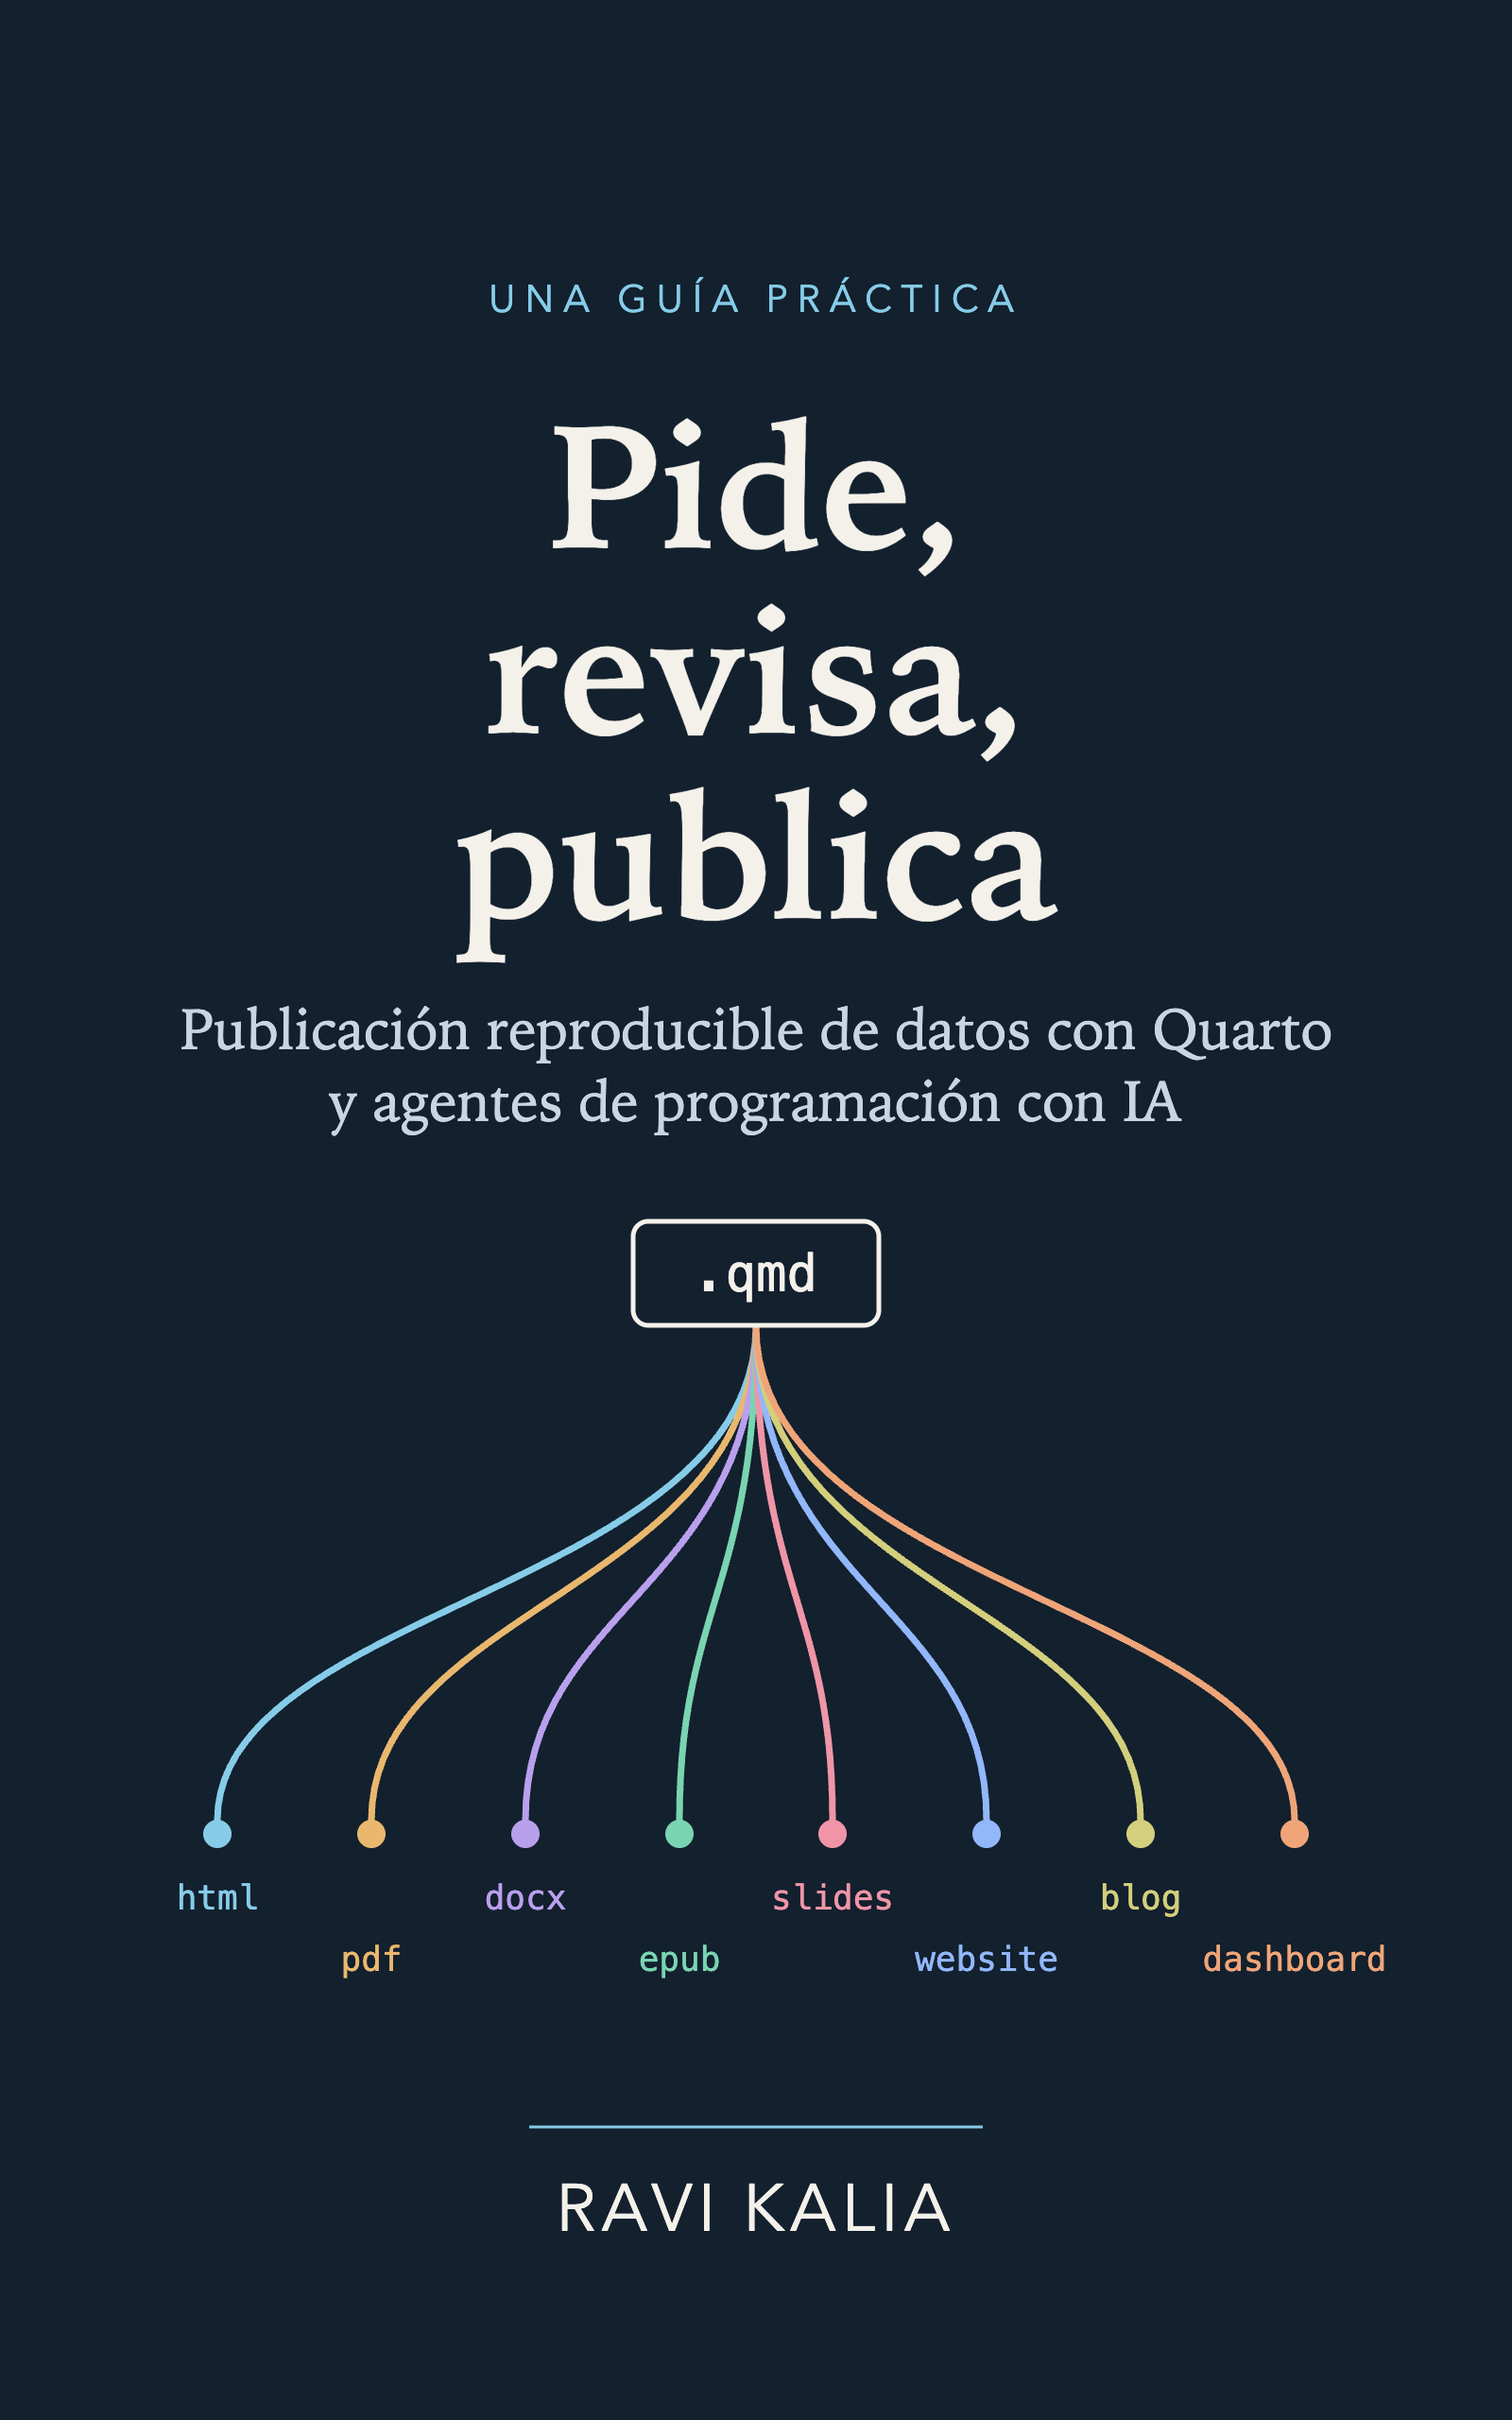 UNA GUÍA PRÁCTICA
Pide,
revisa,
publica
Publicación reproducible de datos con Quarto
y agentes de programación con IA
.qmd
html
docx
slides
blog
pdf
epub
website
dashboard
RAVI KALIA